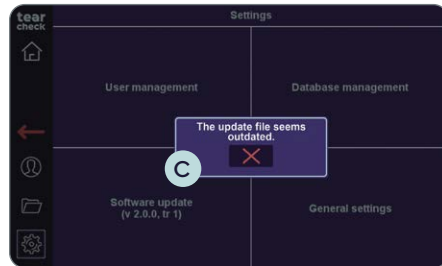 tear
check
Settings
User management
Database management
The update file seems
outdated.
C
Software update
(v 2.0.0, tr 1)
General settings